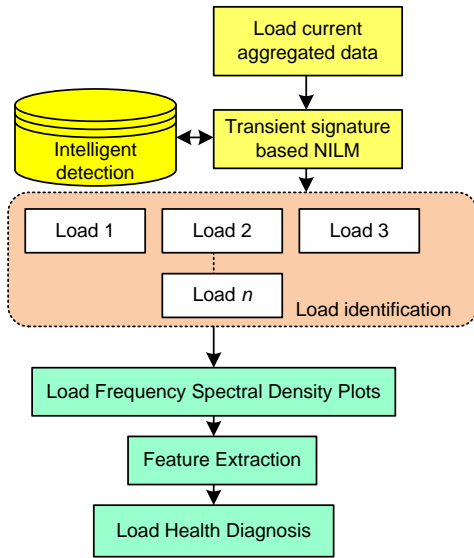 Load current
aggregated data
Intelligent
detection
Transient signature
based NILM
Load 1
Load 2
Load 3
Load n
Load identification
Load Frequency Spectral Density Plots
Feature Extraction
Load Health Diagnosis